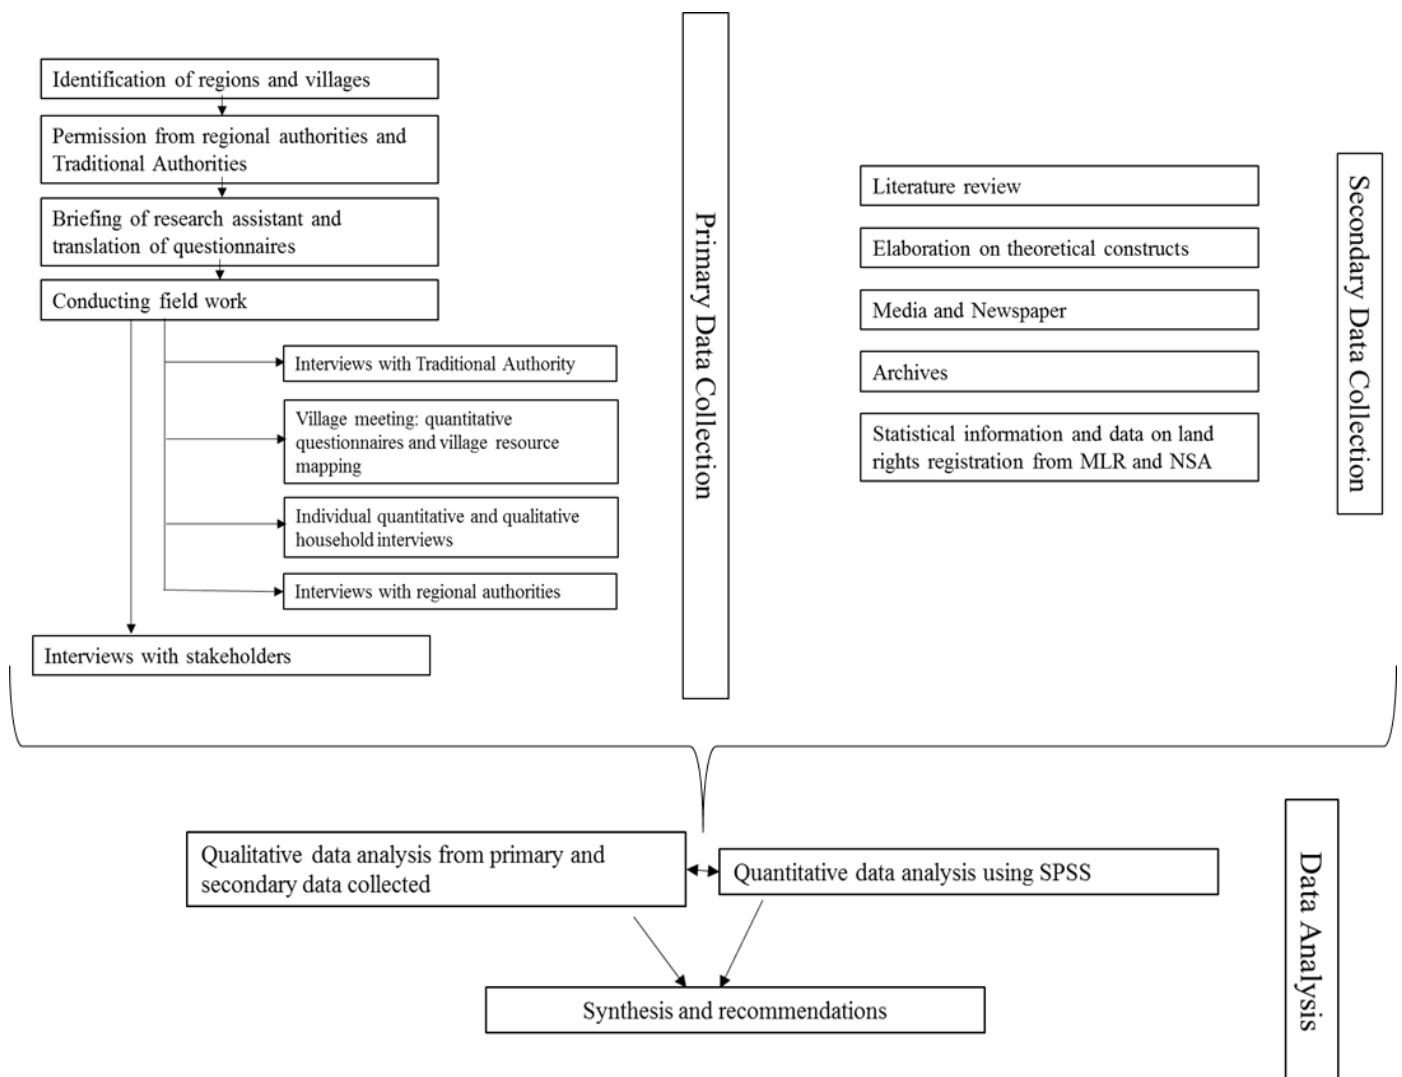 Identification of regions and villages
Permission from regional authorities and
Traditional Authorities
Briefing of research assistant and
translation of questionnaires
Conducting field work
Interviews with Traditional Authority
Village meeting: quantitative
questionnaires and village resource
mapping
Individual quantitative and qualitative
household interviews
Interviews with regional authorities
Interviews with stakeholders
Primary Data Collection
Literature review
Elaboration on theoretical constructs
Media and Newspaper
Archives
Statistical information and data on land
rights registration from MLR and NSA
Secondary Data Collection
Qualitative data analysis from primary and
secondary data collected
Quantitative data analysis using SPSS
Synthesis and recommendations
Data Analysis